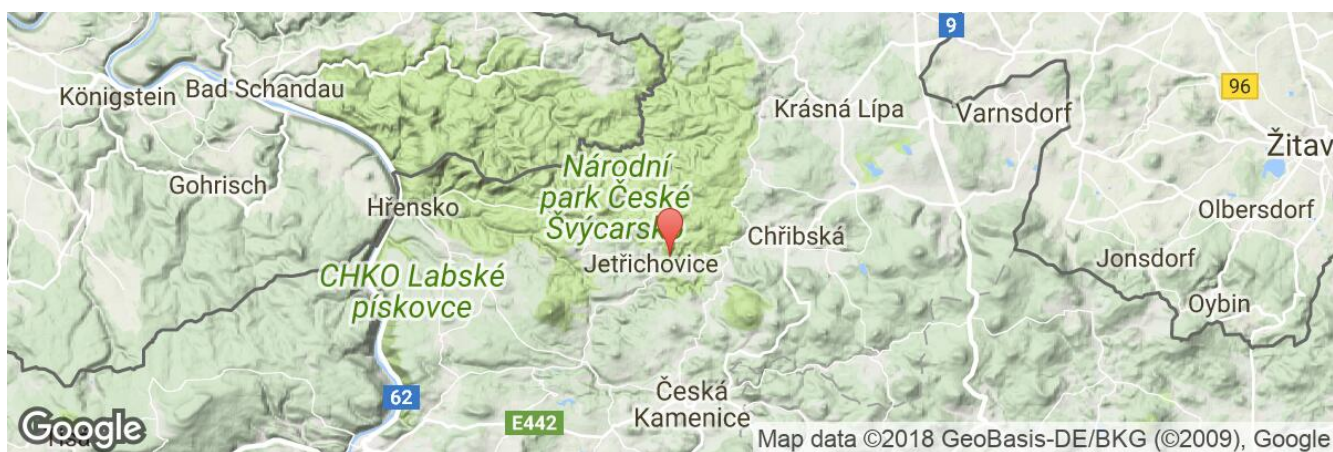 9
Königstein
Bad Schandau
Krásná Lípa
Varnsdorf
96
Žitav
Národní
park České
Švýcarsko
Gohrisch
Hřensko
Olbersdorf
Chřibská
Jetřichovice
Jonsdorf
CHKO Labské
pískovce
Oybin
62
Česká
Kamenice
E442
Google
Map data ©2018 GeoBasis-DE/BKG (©2009), Google